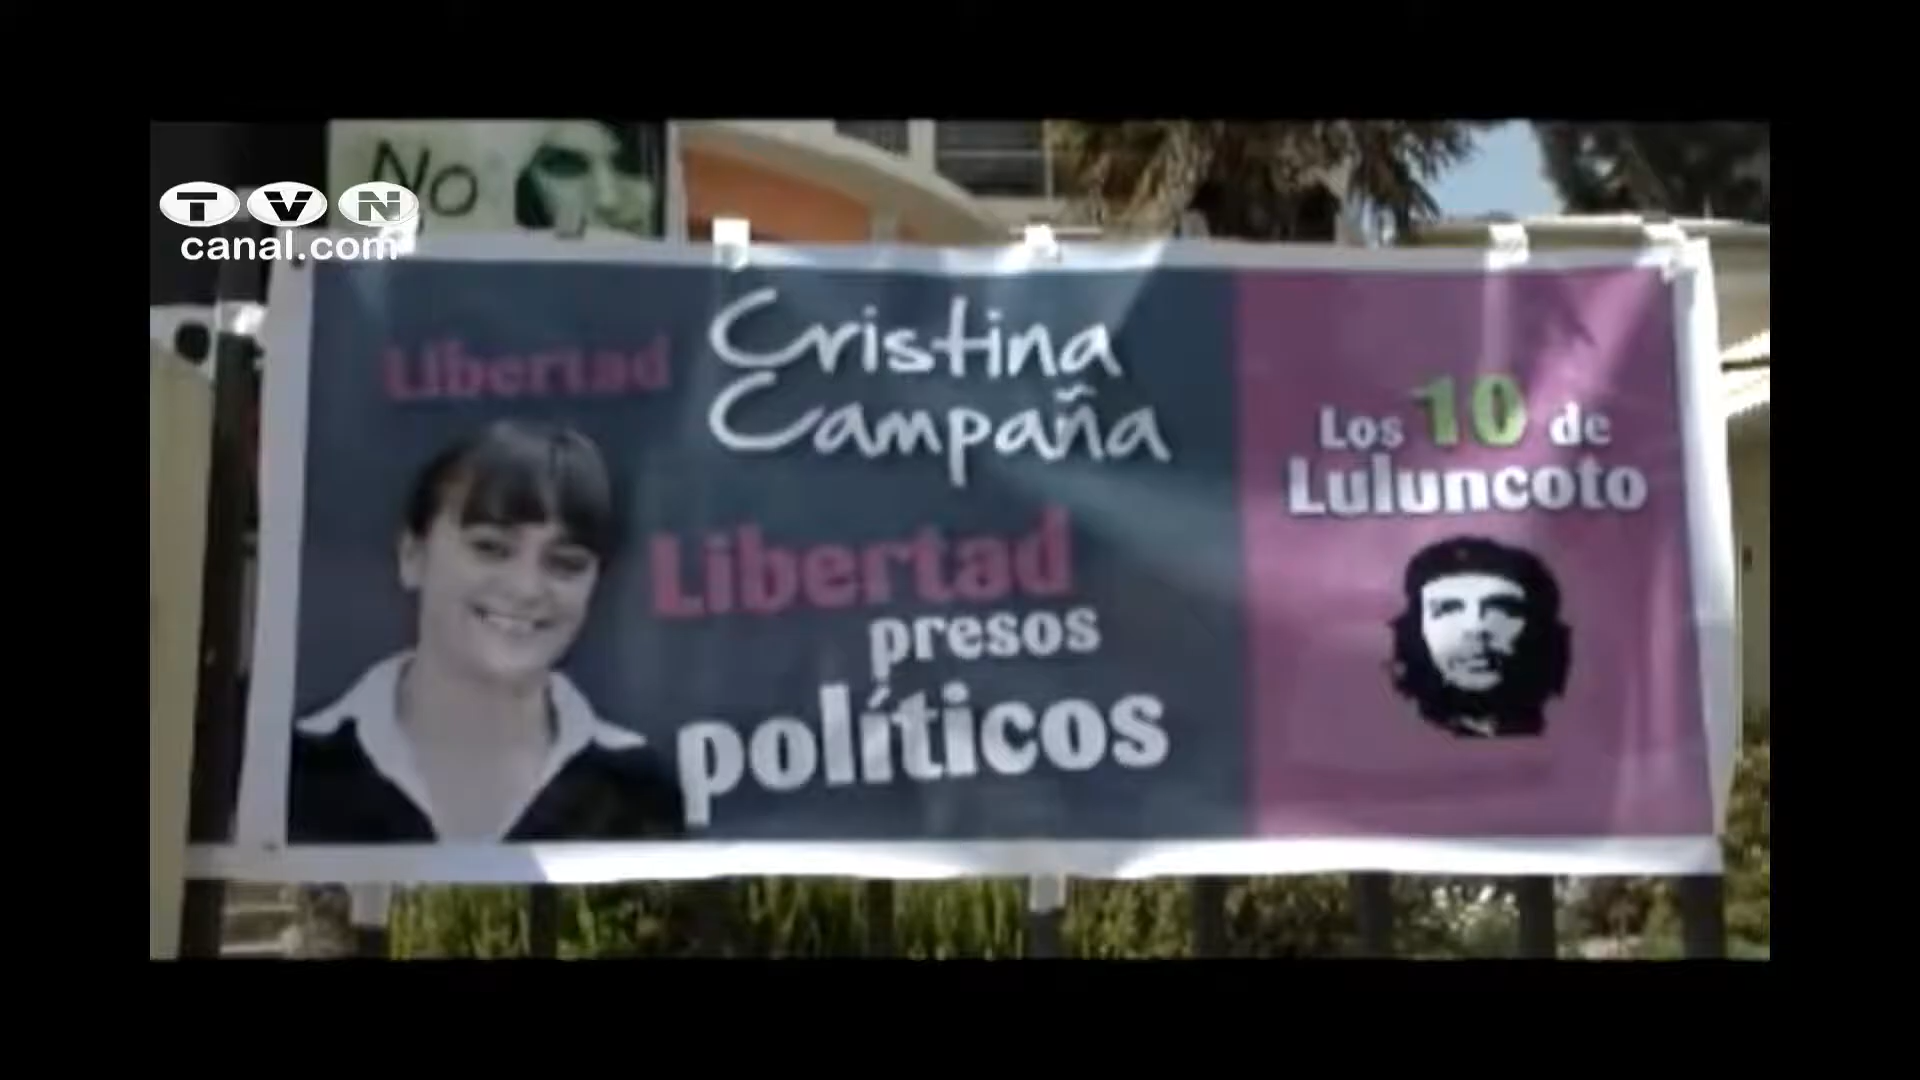 No
TVN
canal.com
Libertad
Cristina
Campaña
Libertad
presos
políticos
Los 10 de
Luluncoto